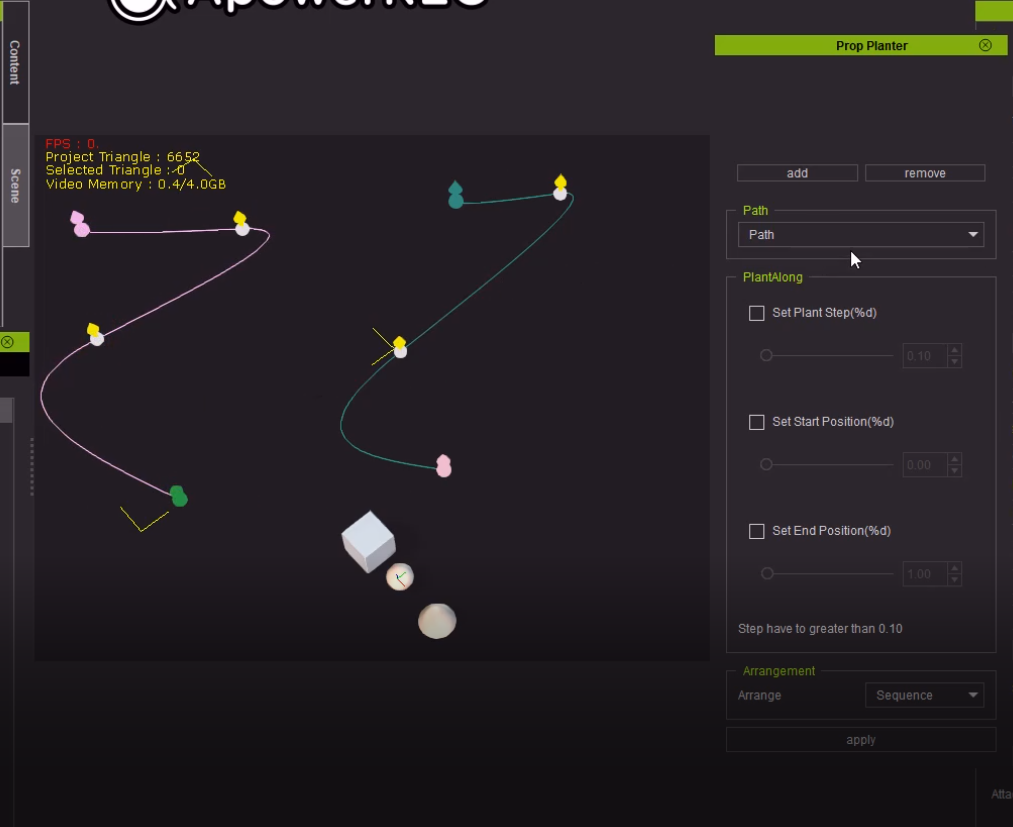 ApowerREC
Content
Scene
Prop Planter
FPS : 0.
Project Triangle : 6652
Selected Triangle : 0
Video Memory : 0.4/4.0GB
add
remove
Path
Path
PlantAlong
Set Plant Step(%d)
0.10
Set Start Position(%d)
0.00
Set End Position(%d)
1.00
Step have to greater than 0.10
Arrangement
Arrange
Sequence
apply
Atta